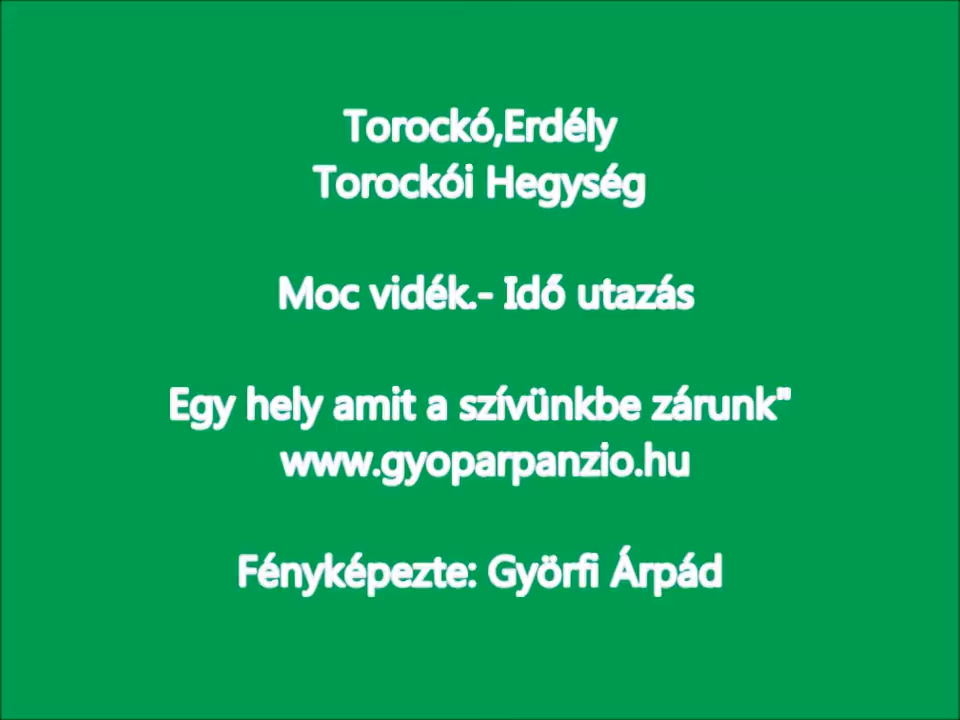 Torockó,Erdély
Torockói Hegység
Moc vidék.- Idő utazás
Egy hely amit a szívünkbe zárunk"
www.gyoparpanzio.hu
Fényképezte: Györfi Árpád